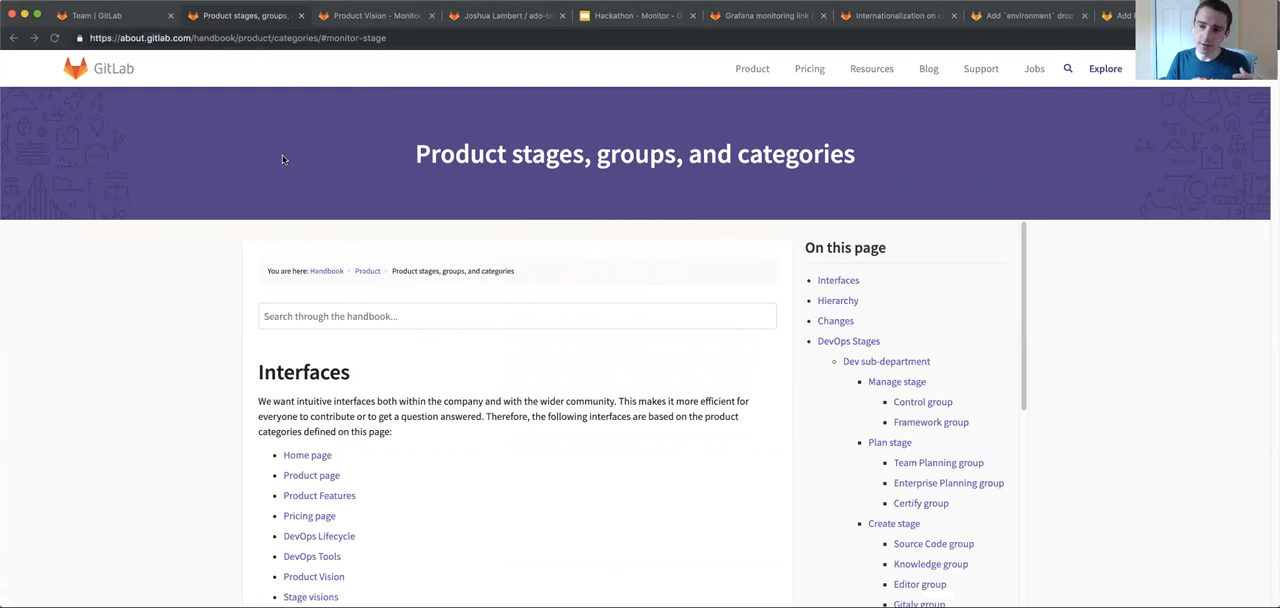 Team | GitLab
Product stages, groups,
Product Vision - Monito
Joshua Lambert / ado-te
Hackathon - Monitor - G
Grafana monitoring link
Internationalization on c
Add `environment` drop
Add
https://about.gitlab.com/handbook/product/categories/#monitor-stage
GitLab
Product
Pricing
Resources
Blog
Support
Jobs
Explore
Product stages, groups, and categories
You are here: Handbook > Product > Product stages, groups, and categories
Search through the handbook...
Interfaces
We want intuitive interfaces both within the company and with the wider community. This makes it more efficient for
everyone to contribute or to get a question answered. Therefore, the following interfaces are based on the product
categories defined on this page:
Home page
Product page
Product Features
Pricing page
DevOps Lifecycle
DevOps Tools
Product Vision
Stage visions
On this page
Interfaces
Hierarchy
Changes
DevOps Stages
Dev sub-department
Manage stage
Control group
Framework group
Plan stage
Team Planning group
Enterprise Planning group
Certify group
Create stage
Source Code group
Knowledge group
Editor group
Gitaly group